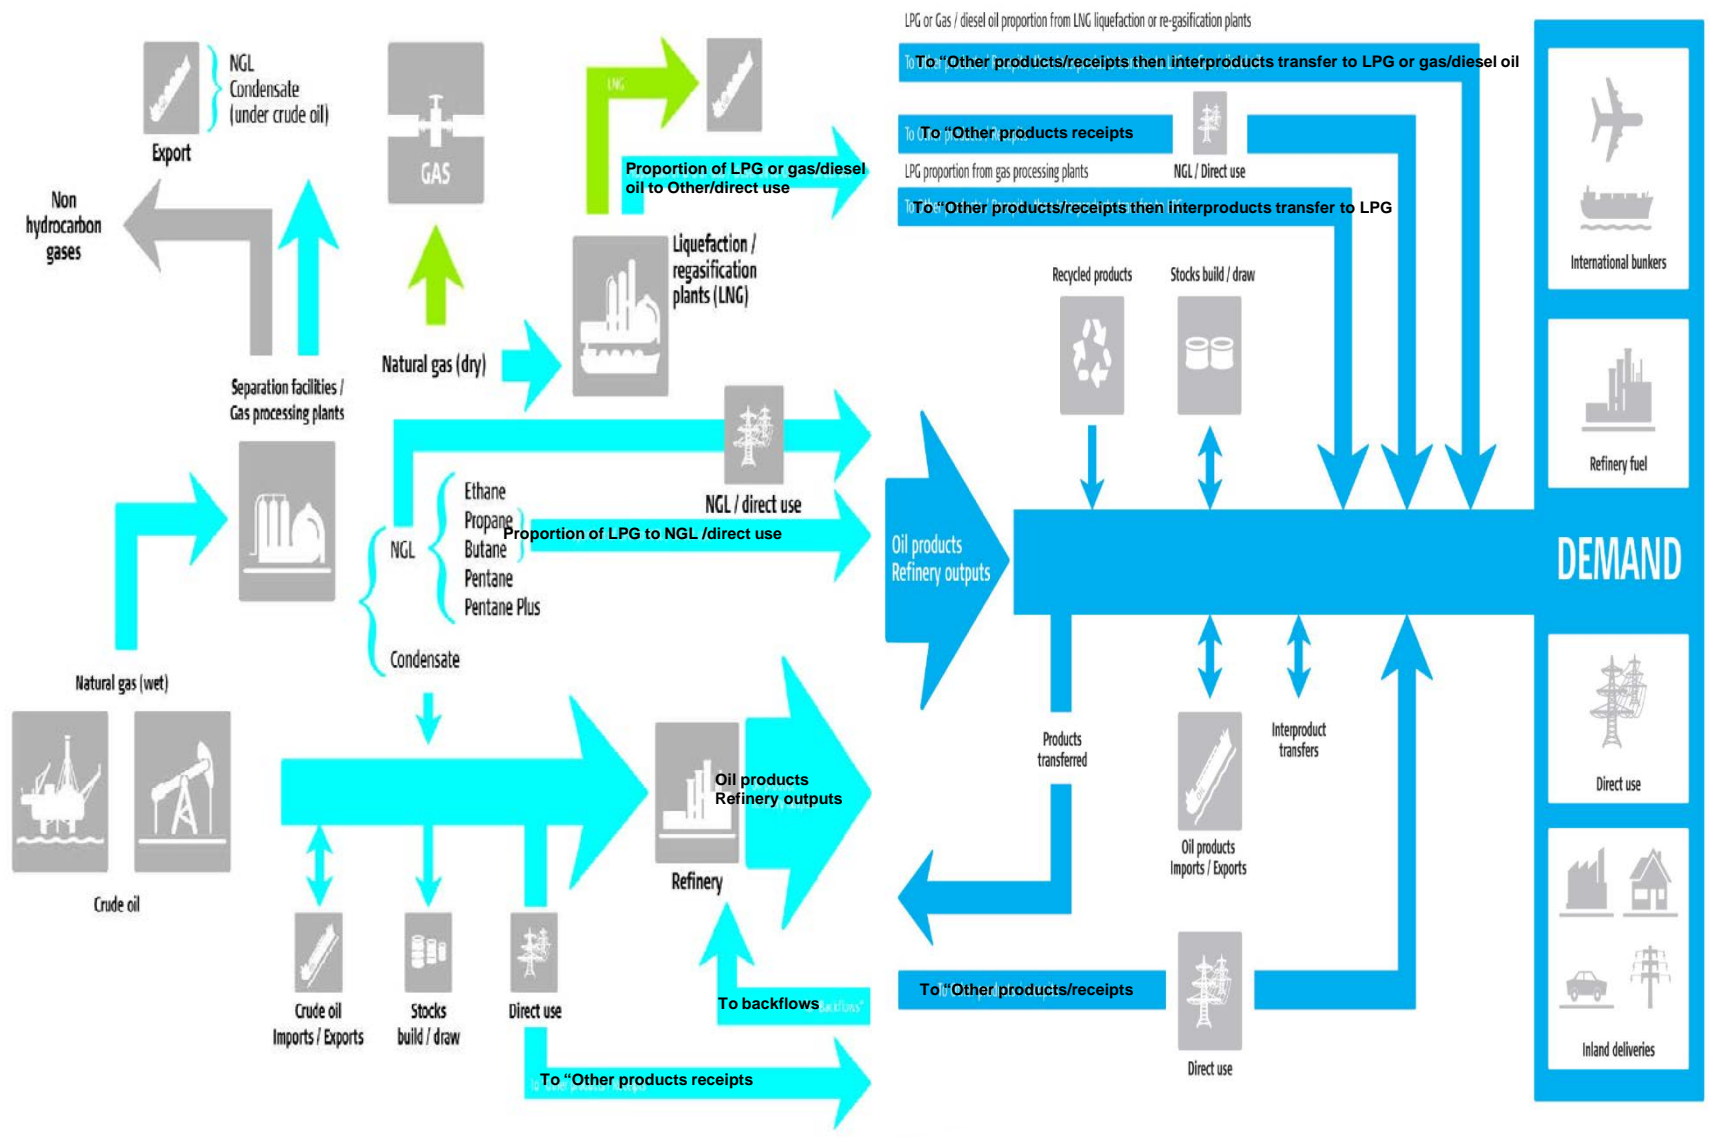 NGL
Condensate
(under crude oil)
Export
Non
hydrocarbon
gases
GAS
LNG
Proportion of LPG or gas/diesel
oil to Other/direct use
Liquefaction /
regasification
plants (LNG)
Natural gas (dry)
Separation facilities /
Gas processing plants
NGL / direct use
Ethane
Propane
Butane
Pentane
Pentane Plus
Proportion of LPG to NGL /direct use
NGL
Condensate
Natural gas (wet)
Crude oil
Oil products
Refinery outputs
Refinery
Crude oil
Imports / Exports
Stocks
build / draw
Direct use
To backflows
To “Other products receipts
LPG or Gas / diesel oil proportion from LNG liquefaction or re-gasification plants
To “Other products/receipts then interproducts transfer to LPG or gas/diesel oil
To “Other products receipts
NGL / Direct use
LPG proportion from gas processing plants
To “Other products/receipts then interproducts transfer to LPG
Recycled products
Stocks build / draw
Oil products
Refinery outputs
Products
transferred
Oil products
Imports / Exports
Interproduct
transfers
To “Other products/receipts
Direct use
International bunkers
Refinery fuel
DEMAND
Direct use
Inland deliveries